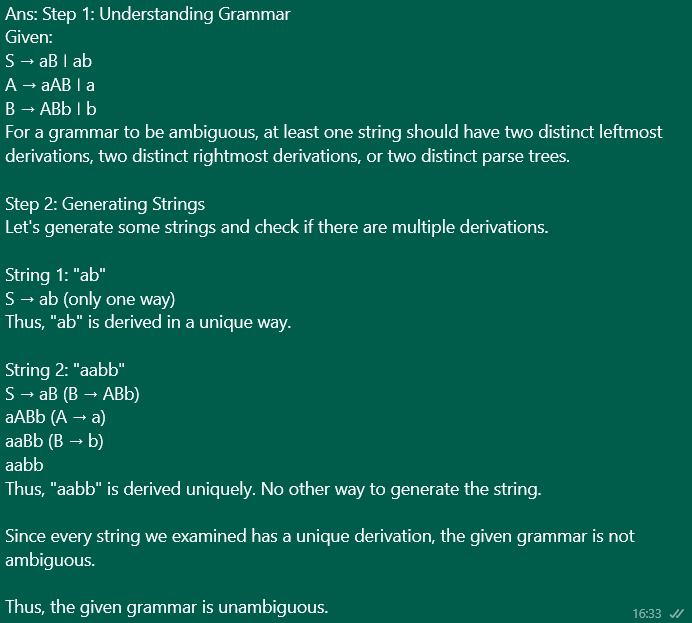 Ans: Step 1: Understanding Grammar
Given:
S → aB | ab
A → aAB | a
B → ABb | b
For a grammar to be ambiguous, at least one string should have two distinct leftmost
derivations, two distinct rightmost derivations, or two distinct parse trees.
Step 2: Generating Strings
Let's generate some strings and check if there are multiple derivations.
String 1: "ab"
S → ab (only one way)
Thus, "ab" is derived in a unique way.
String 2: "aabb"
S → aB (B → ABb)
aABb (A → a)
aaBb (B → b)
aabb
Thus, "aabb" is derived uniquely. No other way to generate the string.
Since every string we examined has a unique derivation, the given grammar is not
ambiguous.
Thus, the given grammar is unambiguous.
16:33